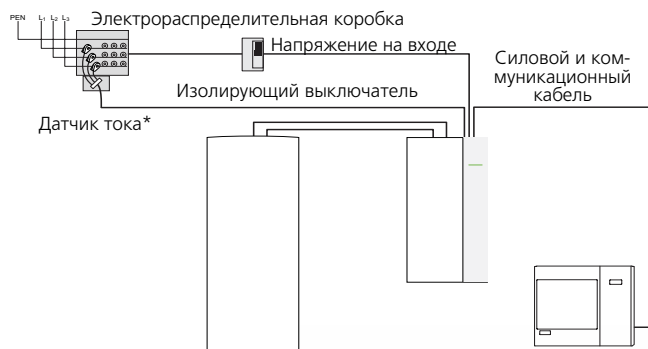 PEN L₁ L₂ L₃
Электрораспределительная коробка
Напряжение на входе
Силовой и ком-
муникационный
кабель
Изолирующий выключатель
Датчик тока*